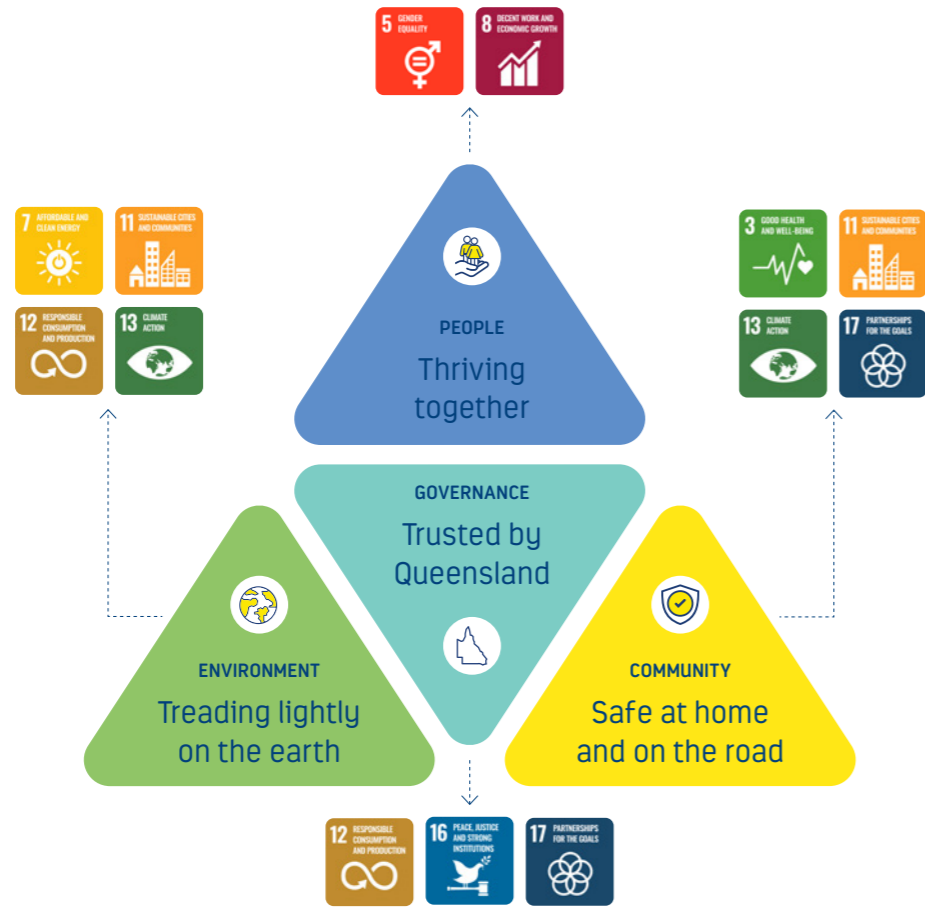 5 GENDER
EQUALITY
8 DECENT WORK AND
ECONOMIC GROWTH
7 AFFORDABLE AND
CLEAN ENERGY
11 SUSTAINABLE CITIES
AND COMMUNITIES
12 RESPONSIBLE
CONSUMPTION
AND PRODUCTION
13 CLIMATE
ACTION
3 GOOD HEALTH
AND WELL-BEING
11 SUSTAINABLE CITIES
AND COMMUNITIES
13 CLIMATE
ACTION
17 PARTNERSHIPS
FOR THE GOALS
PEOPLE
Thriving
together
GOVERNANCE
Trusted by
Queensland
ENVIRONMENT
Treading lightly
on the earth
COMMUNITY
Safe at home
and on the road
12 RESPONSIBLE
CONSUMPTION
AND PRODUCTION
16 PEACE, JUSTICE
AND STRONG
INSTITUTIONS
17 PARTNERSHIPS
FOR THE GOALS